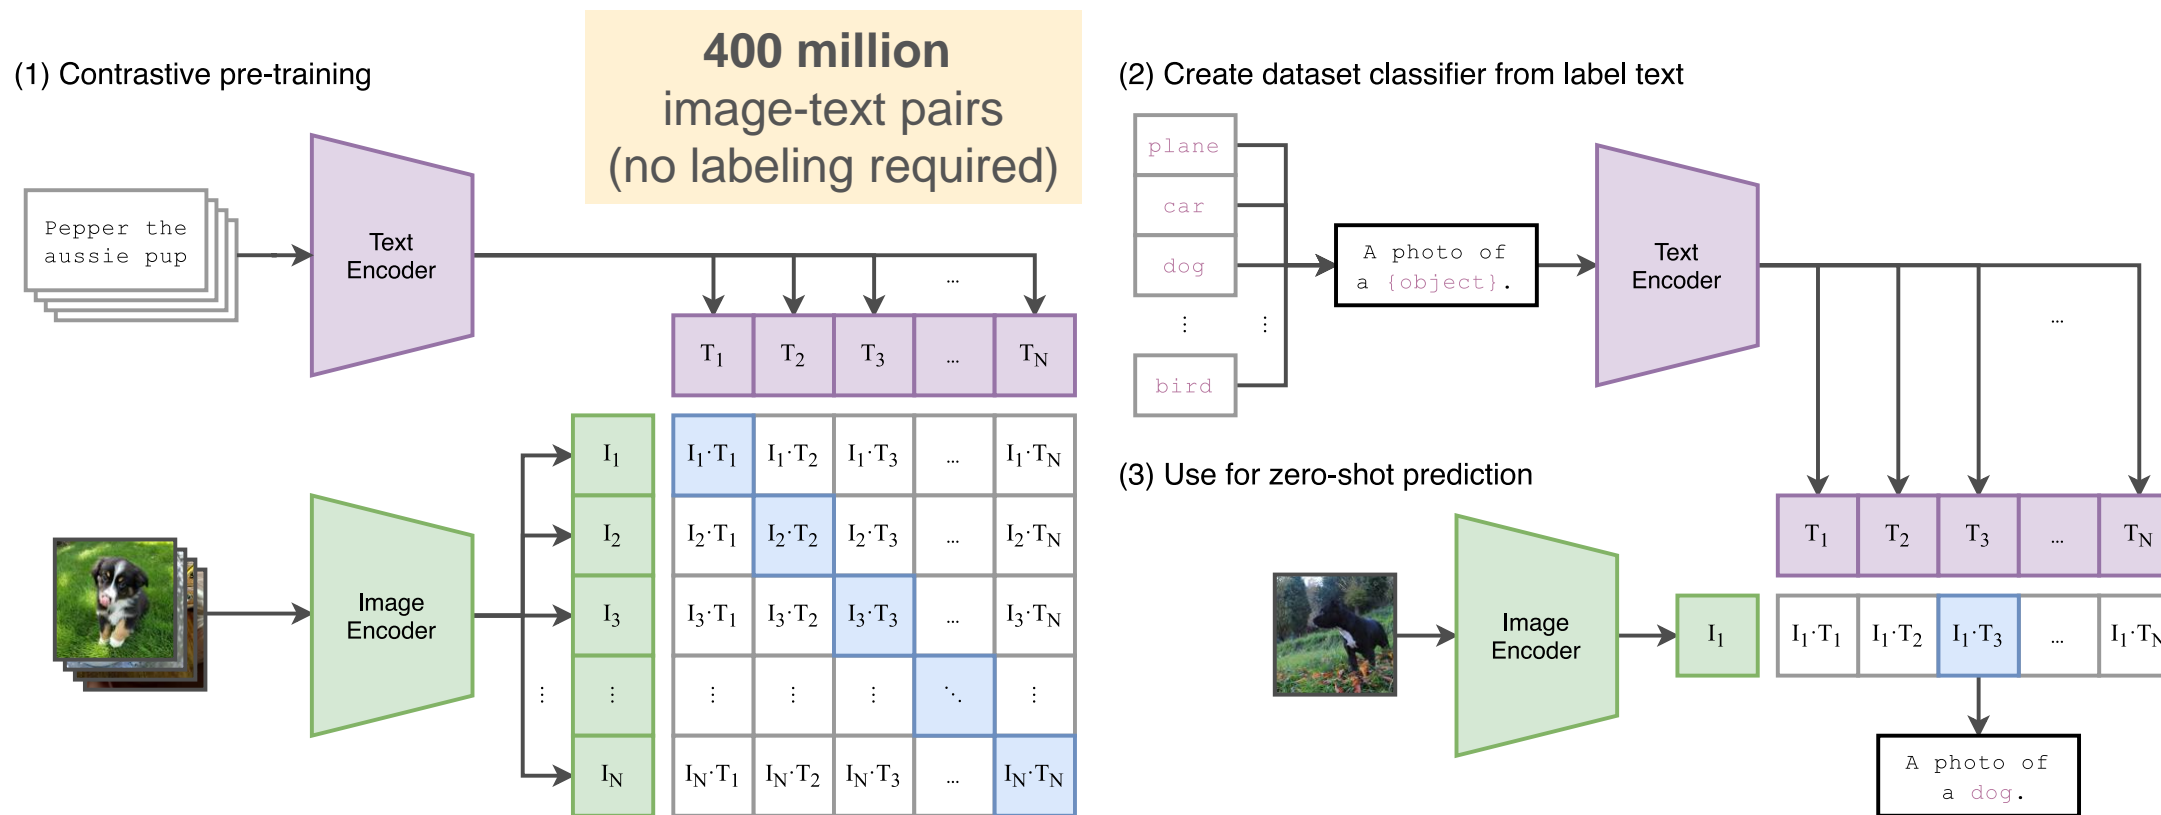 400 million
image-text pairs
(no labeling required)
(1) Contrastive pre-training
Pepper the
aussie pup
Text
Encoder
...
T1 T2 T3 ... TN
Image
Encoder
I1
I2
I3
⋮
⋮
IN
I1·T1 I1·T2 I1·T3 ... I1·TN
I2·T1 I2·T2 I2·T3 ... I2·TN
I3·T1 I3·T2 I3·T3 ... I3·TN
⋮ ⋮ ⋮ ⋱ ⋮
IN·T1 IN·T2 IN·T3 ... IN·TN
(2) Create dataset classifier from label text
plane
car
dog
⋮ ⋮
bird
A photo of
a {object}.
Text
Encoder
...
(3) Use for zero-shot prediction
T1 T2 T3 ... TN
Image
Encoder
I1
I1·T1 I1·T2 I1·T3 ... I1·TN
A photo of
a dog.